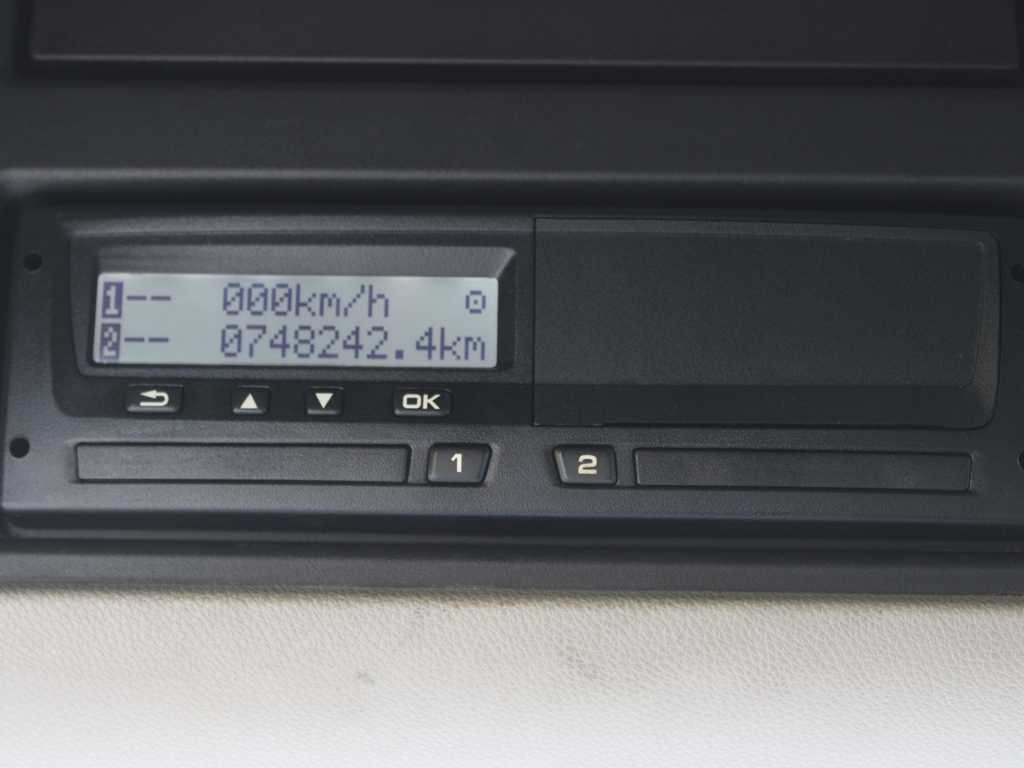 1-- 000km/h ⊙
2-- 0748242.4km
▲ ▼ OK
1 2